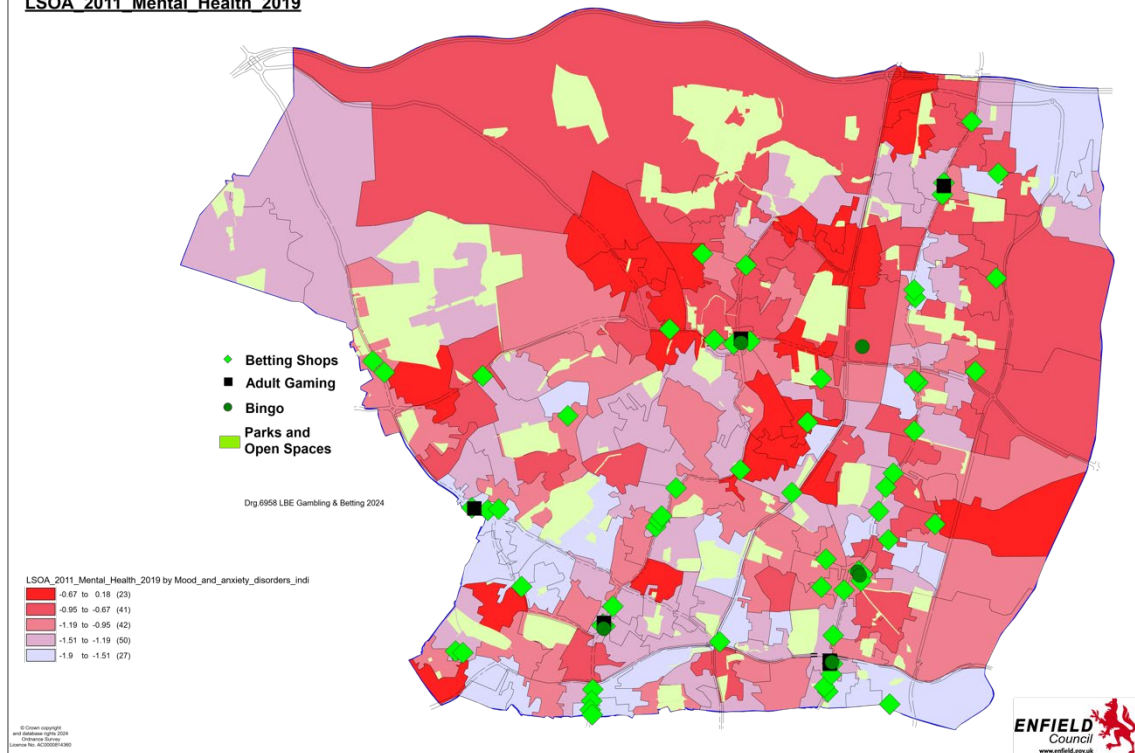 LSOA_2011_Mental_Health_2019
Betting Shops
Adult Gaming
Bingo
Parks and
Open Spaces
Drg.6958 LBE Gambling & Betting 2024
LSOA_2011_Mental_Health_2019 by Mood_and_anxiety_disorders_indi
-0.67 to 0.18 (23)
-0.95 to -0.67 (41)
-1.19 to -0.95 (42)
-1.51 to -1.19 (50)
-1.9 to -1.51 (27)
© Crown copyright
and database rights 2024
Ordnance Survey
Licence No. AC0000814360
ENFIELD
Council
www.enfield.gov.uk